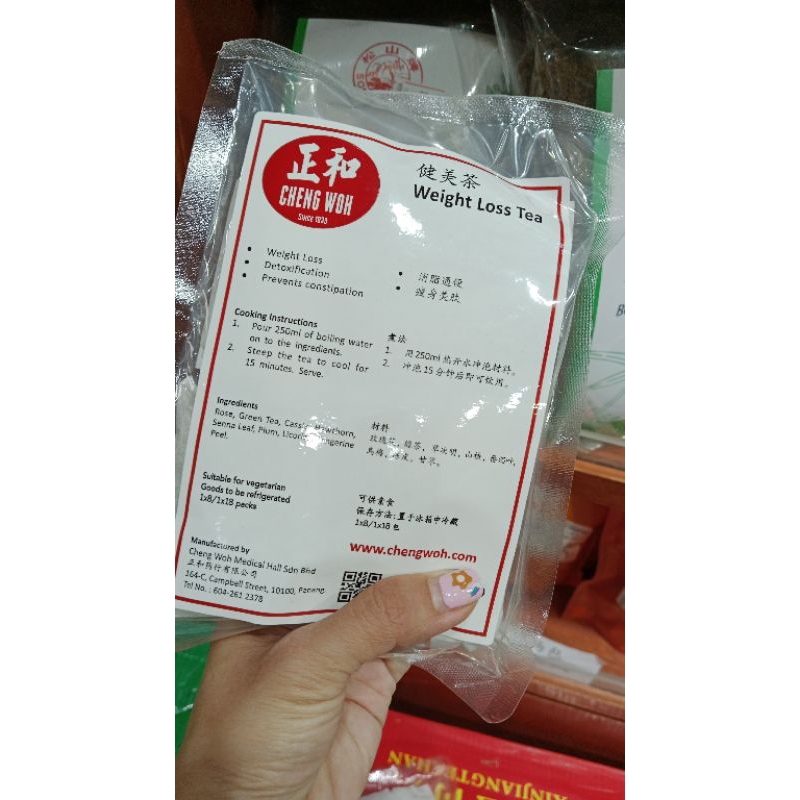 正和
CHENG WOH
SINCE 1935
健美茶
Weight Loss Tea
• Weight Loss
• Detoxification
• Prevents constipation
• 消脂通便
• 瘦身美肤
Cooking Instructions
1. Pour 250ml of boiling water
on to the ingredients.
2. Steep the tea to cool for
15 minutes. Serve.
煮法
1. 用250ml热开水冲泡材料。
2. 冲泡15分钟后即可饮用。
Ingredients
Rose, Green Tea, Cassia, Hawthorn,
Senna Leaf, Plum, Licorice, Tangerine
Peel.
材料
玫瑰花, 绿茶, 草决明, 山楂, 番泻叶,
乌梅, 陈皮, 甘草。
Suitable for vegetarian
Goods to be refrigerated
1x8/1x18 packs
可供素食
保存方法: 置于冰箱中冷藏
1x8/1x18 包
www.chengwoh.com
Manufactured by
Cheng Woh Medical Hall Sdn Bhd
正和药行有限公司
164-C, Campbell Street, 10100, Penang
Tel No. : 604-261 2378
XINJIANGTE